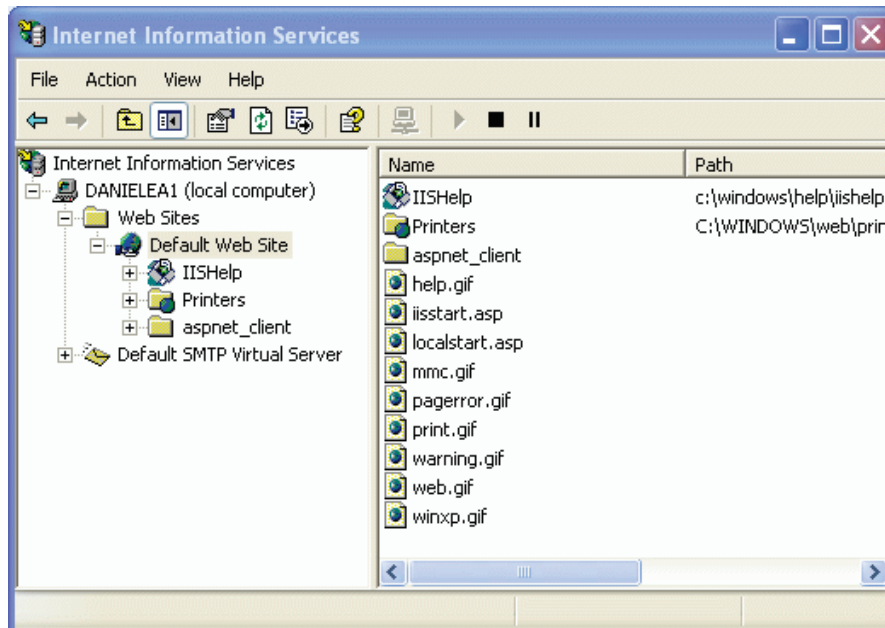 Internet Information Services
File Action View Help
Internet Information Services
DANIELEA1 (local computer)
Web Sites
Default Web Site
IISHelp
Printers
aspnet_client
Default SMTP Virtual Server
Name Path
IISHelp c:\windows\help\iishelp
Printers C:\WINDOWS\web\prin
aspnet_client
help.gif
iisstart.asp
localstart.asp
mmc.gif
pagerror.gif
print.gif
warning.gif
web.gif
winxp.gif